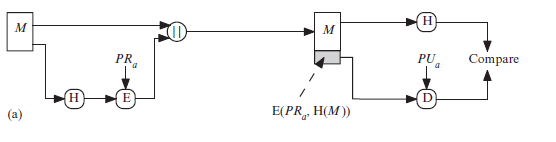 M
||
M
H
PRₐ
PUₐ
Compare
H
E
D
E(PRₐ, H(M))
(a)